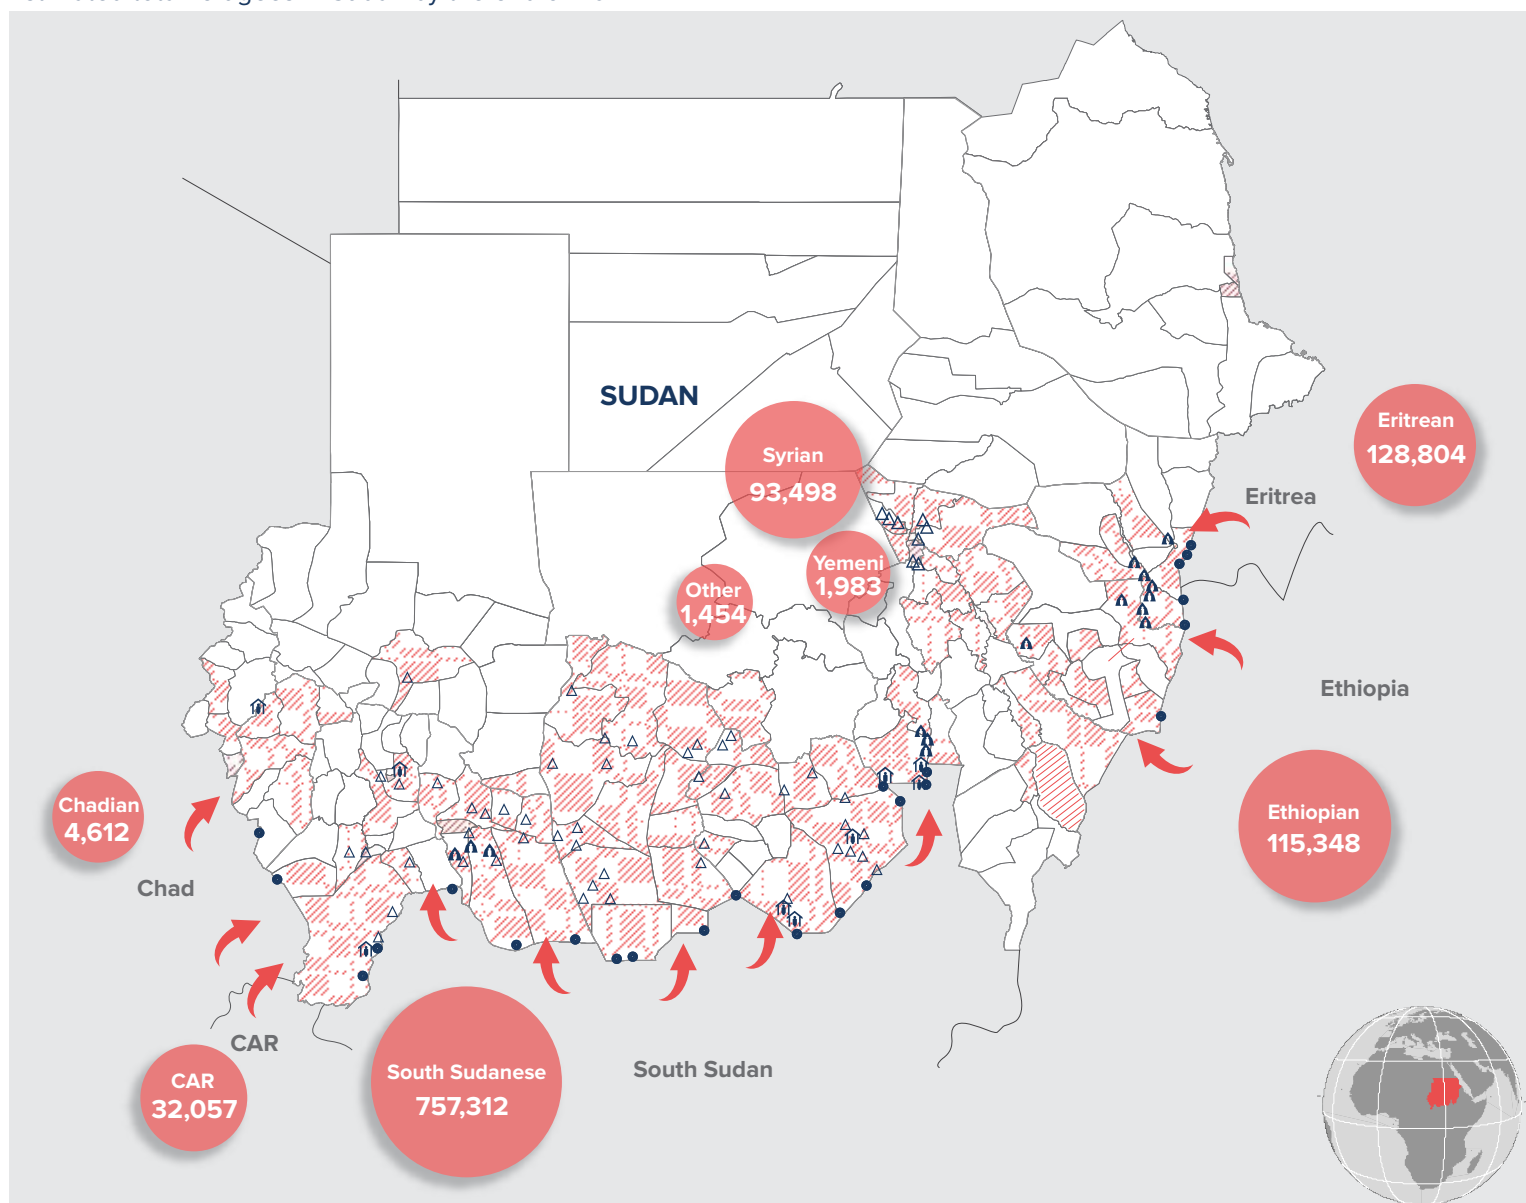 SUDAN
Syrian
93,498
Yemeni
1,983
Other
1,454
Eritrean
128,804
Eritrea
Ethiopia
Ethiopian
115,348
Chadian
4,612
Chad
CAR
CAR
32,057
South Sudanese
757,312
South Sudan